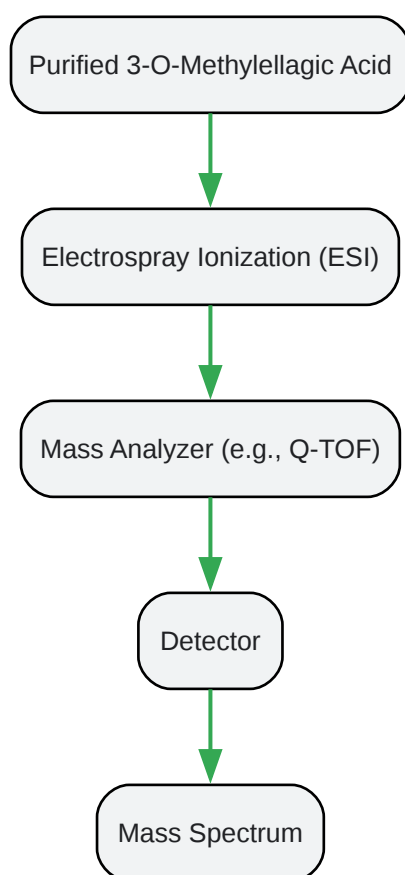 Purified 3-O-Methylellagic Acid
Electrospray Ionization (ESI)
Mass Analyzer (e.g., Q-TOF)
Detector
Mass Spectrum